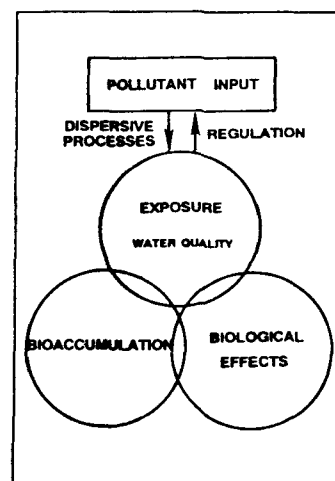 POLLUTANT INPUT
DISPERSIVE
PROCESSES
REGULATION
EXPOSURE
WATER QUALITY
BIOACCUMULATION
BIOLOGICAL
EFFECTS